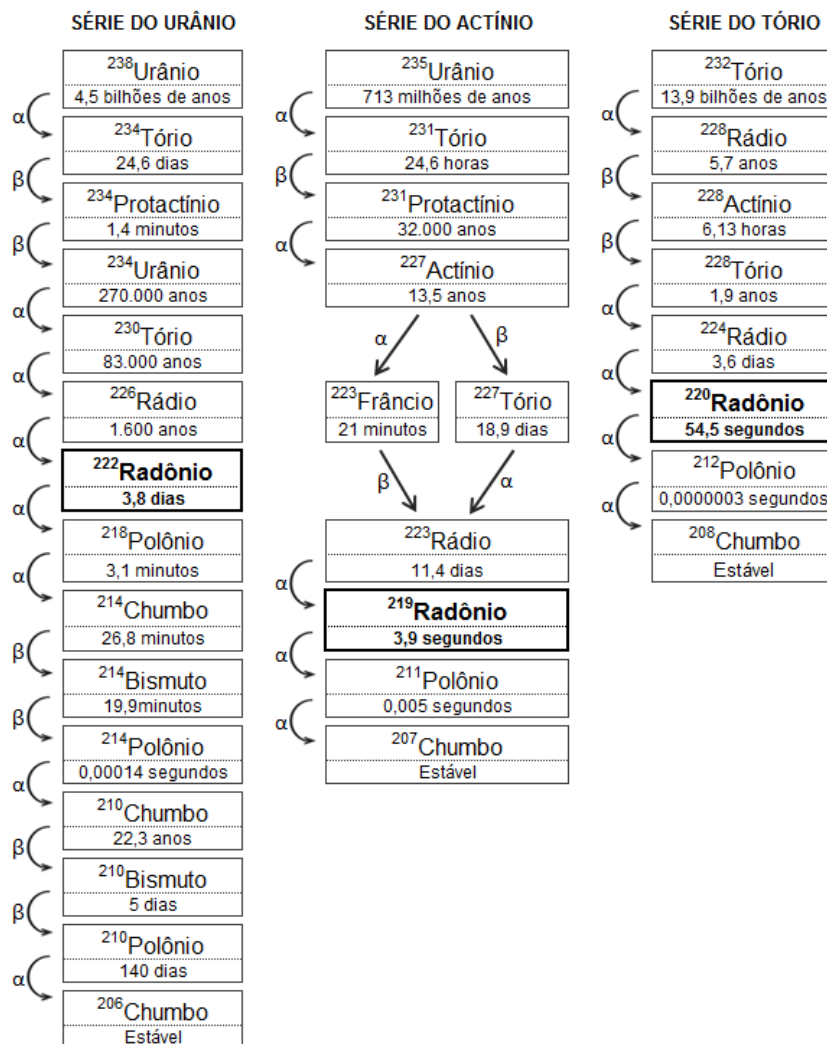 SÉRIE DO URÂNIO
²³⁸Urânio
4,5 bilhões de anos
α
²³⁴Tório
24,6 dias
β
²³⁴Protactínio
1,4 minutos
β
²³⁴Urânio
270.000 anos
α
²³⁰Tório
83.000 anos
α
²²⁶Rádio
1.600 anos
α
²²²Radônio
3,8 dias
α
²¹⁸Polônio
3,1 minutos
α
²¹⁴Chumbo
26,8 minutos
β
²¹⁴Bismuto
19,9minutos
β
²¹⁴Polônio
0,00014 segundos
α
²¹⁰Chumbo
22,3 anos
β
²¹⁰Bismuto
5 dias
β
²¹⁰Polônio
140 dias
α
²⁰⁶Chumbo
Estável
SÉRIE DO ACTÍNIO
²³⁵Urânio
713 milhões de anos
α
²³¹Tório
24,6 horas
β
²³¹Protactínio
32.000 anos
α
²²⁷Actínio
13,5 anos
α
β
²²³Frâncio
21 minutos
²²⁷Tório
18,9 dias
β
α
²²³Rádio
11,4 dias
α
²¹⁹Radônio
3,9 segundos
α
²¹¹Polônio
0,005 segundos
α
²⁰⁷Chumbo
Estável
SÉRIE DO TÓRIO
²³²Tório
13,9 bilhões de anos
α
²²⁸Rádio
5,7 anos
β
²²⁸Actínio
6,13 horas
β
²²⁸Tório
1,9 anos
α
²²⁴Rádio
3,6 dias
α
²²⁰Radônio
54,5 segundos
α
²¹²Polônio
0,0000003 segundos
α
²⁰⁸Chumbo
Estável